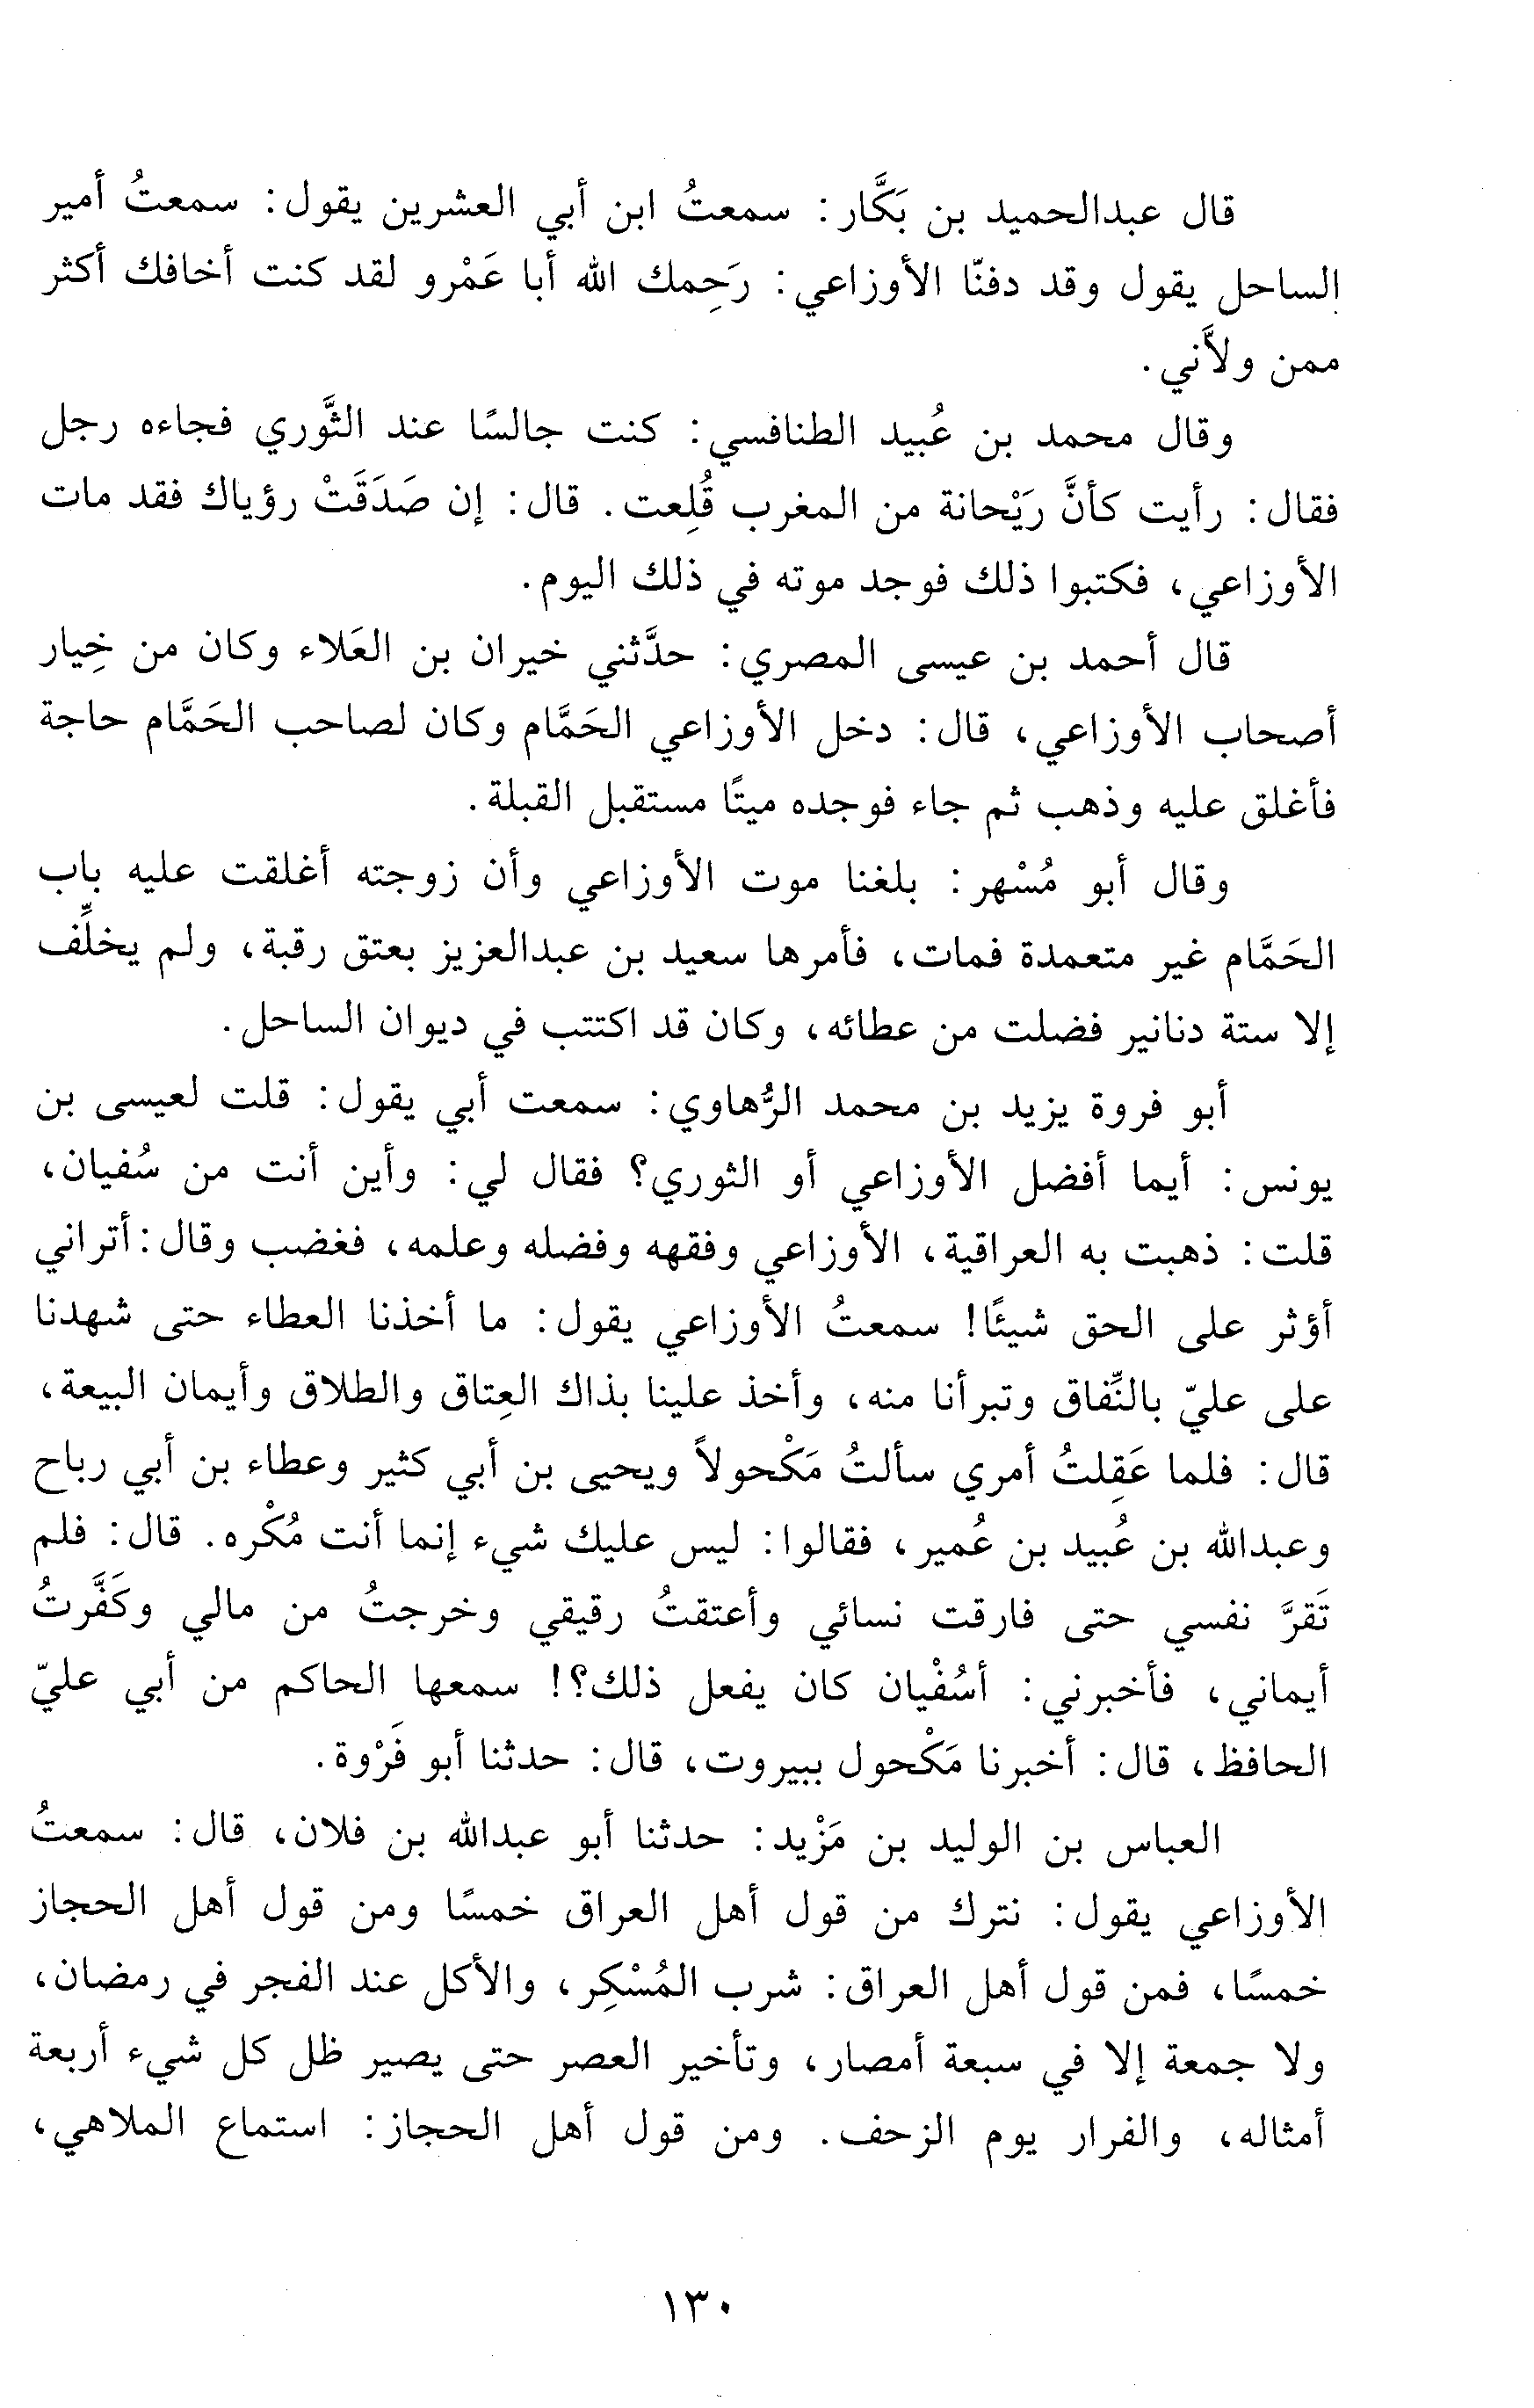 قال عبدالحميد بن بَكَّار: سمعتُ ابن أبي العشرين يقول: سمعتُ أمير
الساحل يقول وقد دفنّا الأوزاعي: رَحِمك الله أبا عَمْرو لقد كنت أخافك أكثر
ممن ولاَّني.
وقال محمد بن عُبيد الطنافسي: كنت جالسًا عند الثَّوري فجاءه رجل
فقال: رأيت كأنَّ رَيْحانة من المغرب قُلِعت. قال: إن صَدَقَتْ رؤياك فقد مات
الأوزاعي، فكتبوا ذلك فوجد موته في ذلك اليوم.
قال أحمد بن عيسى المصري: حدَّثني خيران بن العَلاء وكان من خِيار
أصحاب الأوزاعي، قال: دخل الأوزاعي الحَمَّام وكان لصاحب الحَمَّام حاجة
فأغلق عليه وذهب ثم جاء فوجده ميتًا مستقبل القبلة.
وقال أبو مُسْهر: بلغنا موت الأوزاعي وأن زوجته أغلقت عليه باب
الحَمَّام غير متعمدة فمات، فأمرها سعيد بن عبدالعزيز بعتق رقبة، ولم يخلِّف
إلا ستة دنانير فضلت من عطائه، وكان قد اكتتب في ديوان الساحل.
أبو فروة يزيد بن محمد الرُّهاوي: سمعت أبي يقول: قلت لعيسى بن
يونس: أيما أفضل الأوزاعي أو الثوري؟ فقال لي: وأين أنت من سُفيان،
قلت: ذهبت به العراقية، الأوزاعي وفقهه وفضله وعلمه، فغضب وقال: أتراني
أؤثر على الحق شيئًا! سمعتُ الأوزاعي يقول: ما أخذنا العطاء حتى شهدنا
على عليّ بالنِّفاق وتبرأنا منه، وأخذ علينا بذاك العِتاق والطلاق وأيمان البيعة،
قال: فلما عَقِلتُ أمري سألتُ مَكْحولاً ويحيى بن أبي كثير وعطاء بن أبي رباح
وعبدالله بن عُبيد بن عُمير، فقالوا: ليس عليك شيء إنما أنت مُكْره. قال: فلم
تَقرَّ نفسي حتى فارقت نسائي وأعتقتُ رقيقي وخرجتُ من مالي وكَفَّرتُ
أيماني، فأخبرني: أسُفْيان كان يفعل ذلك؟! سمعها الحاكم من أبي عليّ
الحافظ، قال: أخبرنا مَكْحول ببيروت، قال: حدثنا أبو فَرْوة.
العباس بن الوليد بن مَزْيد: حدثنا أبو عبدالله بن فلان، قال: سمعتُ
الأوزاعي يقول: نترك من قول أهل العراق خمسًا ومن قول أهل الحجاز
خمسًا، فمن قول أهل العراق: شرب المُسْكِر، والأكل عند الفجر في رمضان،
ولا جمعة إلا في سبعة أمصار، وتأخير العصر حتى يصير ظل كل شيء أربعة
أمثاله، والفرار يوم الزحف. ومن قول أهل الحجاز: استماع الملاهي،
١٣٠